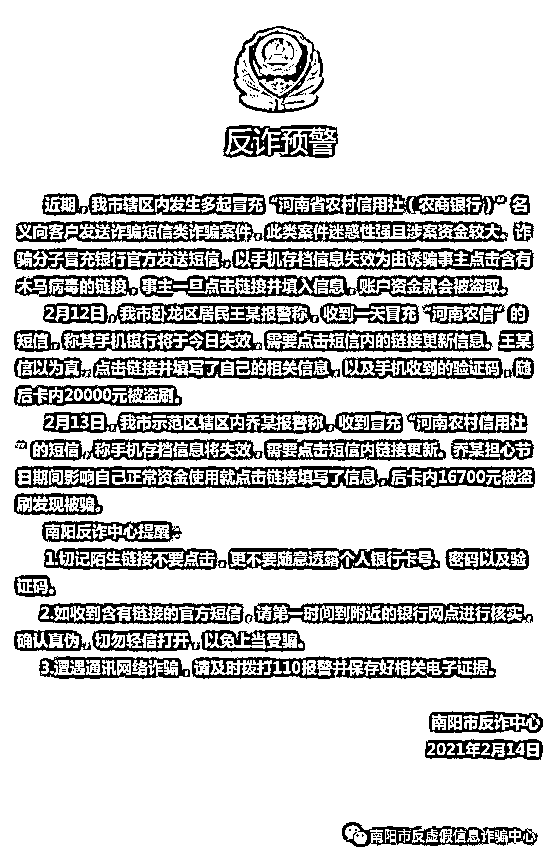 反诈预警
近期，我市辖区内发生多起冒充“河南省农村信用社（农商银行）”名
义向客户发送诈骗短信类诈骗案件，此类案件迷惑性强且涉案资金较大。诈
骗分子冒充银行官方发送短信，以手机存档信息失效为由诱骗事主点击含有
木马病毒的链接，事主一旦点击链接并填入信息，账户资金就会被盗取。
2月12日，我市卧龙区居民王某报警称，收到一天冒充“河南农信”的
短信，称其手机银行将于今日失效，需要点击短信内的链接更新信息。王某
信以为真，点击链接并填写了自己的相关信息，以及手机收到的验证码，随
后卡内20000元被盗刷。
2月13日，我市示范区辖区内乔某报警称，收到冒充“河南农村信用社
”的短信，称手机存档信息将失效，需要点击短信内链接更新。乔某担心节
日期间影响自己正常资金使用就点击链接填写了信息，后卡内16700元被盗
刷发现被骗。
南阳反诈中心提醒：
1.切记陌生链接不要点击，更不要随意透露个人银行卡号、密码以及验
证码。
2.如收到含有链接的官方短信，请第一时间到附近的银行网点进行核实，
确认真伪，切勿轻信打开，以免上当受骗。
3.遭遇通讯网络诈骗，请及时拨打110报警并保存好相关电子证据。
南阳市反诈中心
2021年2月14日
南阳市反虚假信息诈骗中心